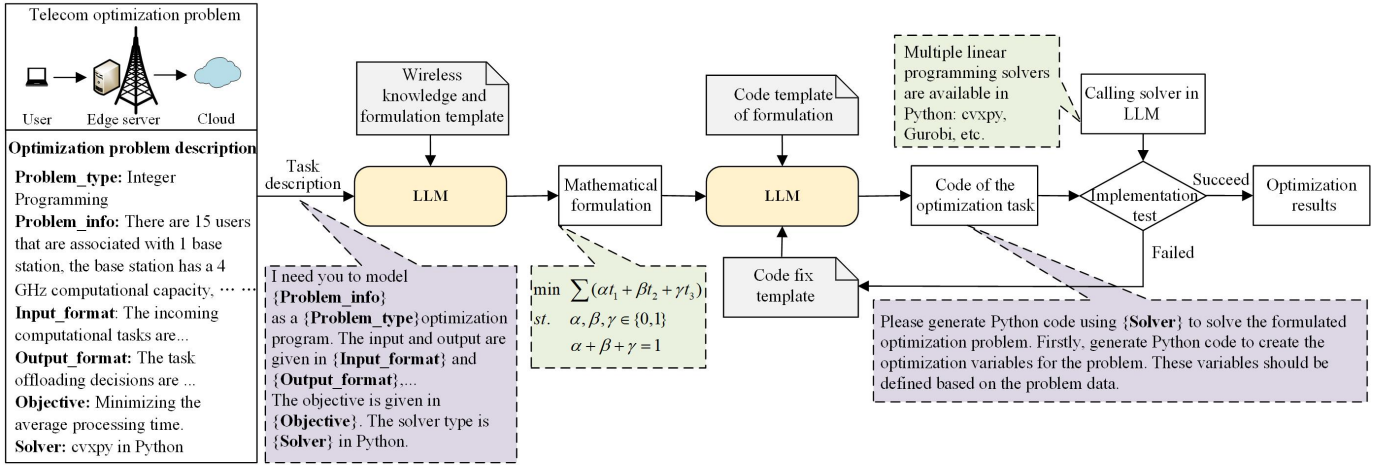 Telecom optimization problem
User
Edge server
Cloud
Optimization problem description
Problem_type: Integer
Programming
Problem_info: There are 15 users
that are associated with 1 base
station, the base station has a 4
GHz computational capacity, ··· ···
Input_format: The incoming
computational tasks are...
Output_format: The task
offloading decisions are ...
Objective: Minimizing the
average processing time.
Solver: cvxpy in Python
Task
description
Wireless
knowledge and
formulation template
LLM
I need you to model
{Problem_info}
as a {Problem_type}optimization
program. The input and output are
given in {Input_format} and
{Output_format},...
The objective is given in
{Objective}. The solver type is
{Solver} in Python.
Mathematical
formulation
min ∑(αt₁ + βt₂ + γt₃)
st. α, β, γ ∈ {0,1}
α + β + γ = 1
Code template
of formulation
LLM
Code fix
template
Multiple linear
programming solvers
are available in
Python: cvxpy,
Gurobi, etc.
Code of the
optimization task
Calling solver in
LLM
Implementation
test
Succeed
Failed
Optimization
results
Please generate Python code using {Solver} to solve the formulated
optimization problem. Firstly, generate Python code to create the
optimization variables for the problem. These variables should be
defined based on the problem data.